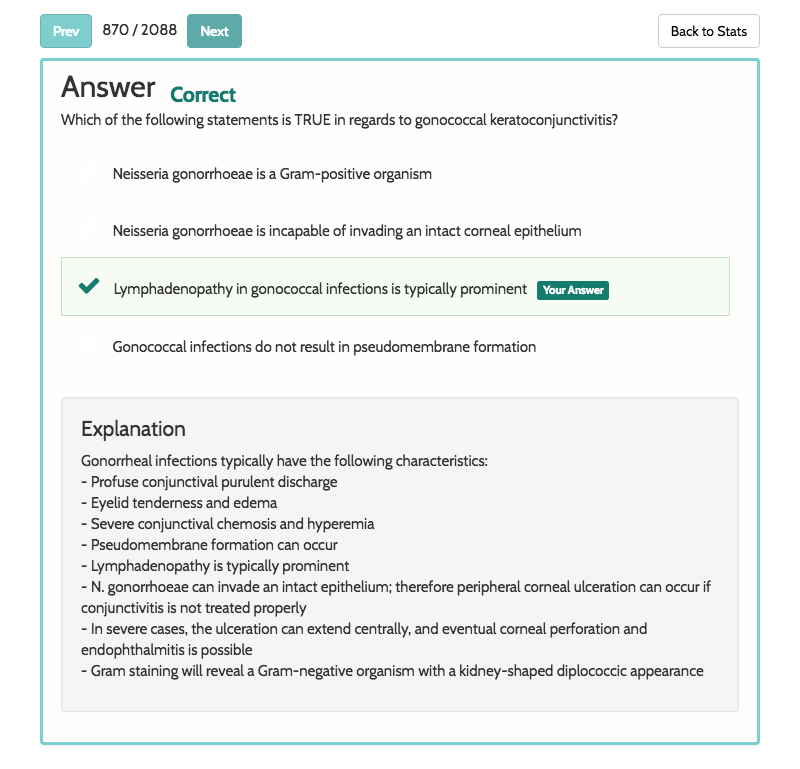 Prev 870 / 2088 Next Back to Stats
Answer Correct
Which of the following statements is TRUE in regards to gonococcal keratoconjunctivitis?
Neisseria gonorrhoeae is a Gram-positive organism
Neisseria gonorrhoeae is incapable of invading an intact corneal epithelium
Lymphadenopathy in gonococcal infections is typically prominent Your Answer
Gonococcal infections do not result in pseudomembrane formation
Explanation
Gonorrheal infections typically have the following characteristics:
- Profuse conjunctival purulent discharge
- Eyelid tenderness and edema
- Severe conjunctival chemosis and hyperemia
- Pseudomembrane formation can occur
- Lymphadenopathy is typically prominent
- N. gonorrhoeae can invade an intact epithelium; therefore peripheral corneal ulceration can occur if
conjunctivitis is not treated properly
- In severe cases, the ulceration can extend centrally, and eventual corneal perforation and
endophthalmitis is possible
- Gram staining will reveal a Gram-negative organism with a kidney-shaped diplococcic appearance